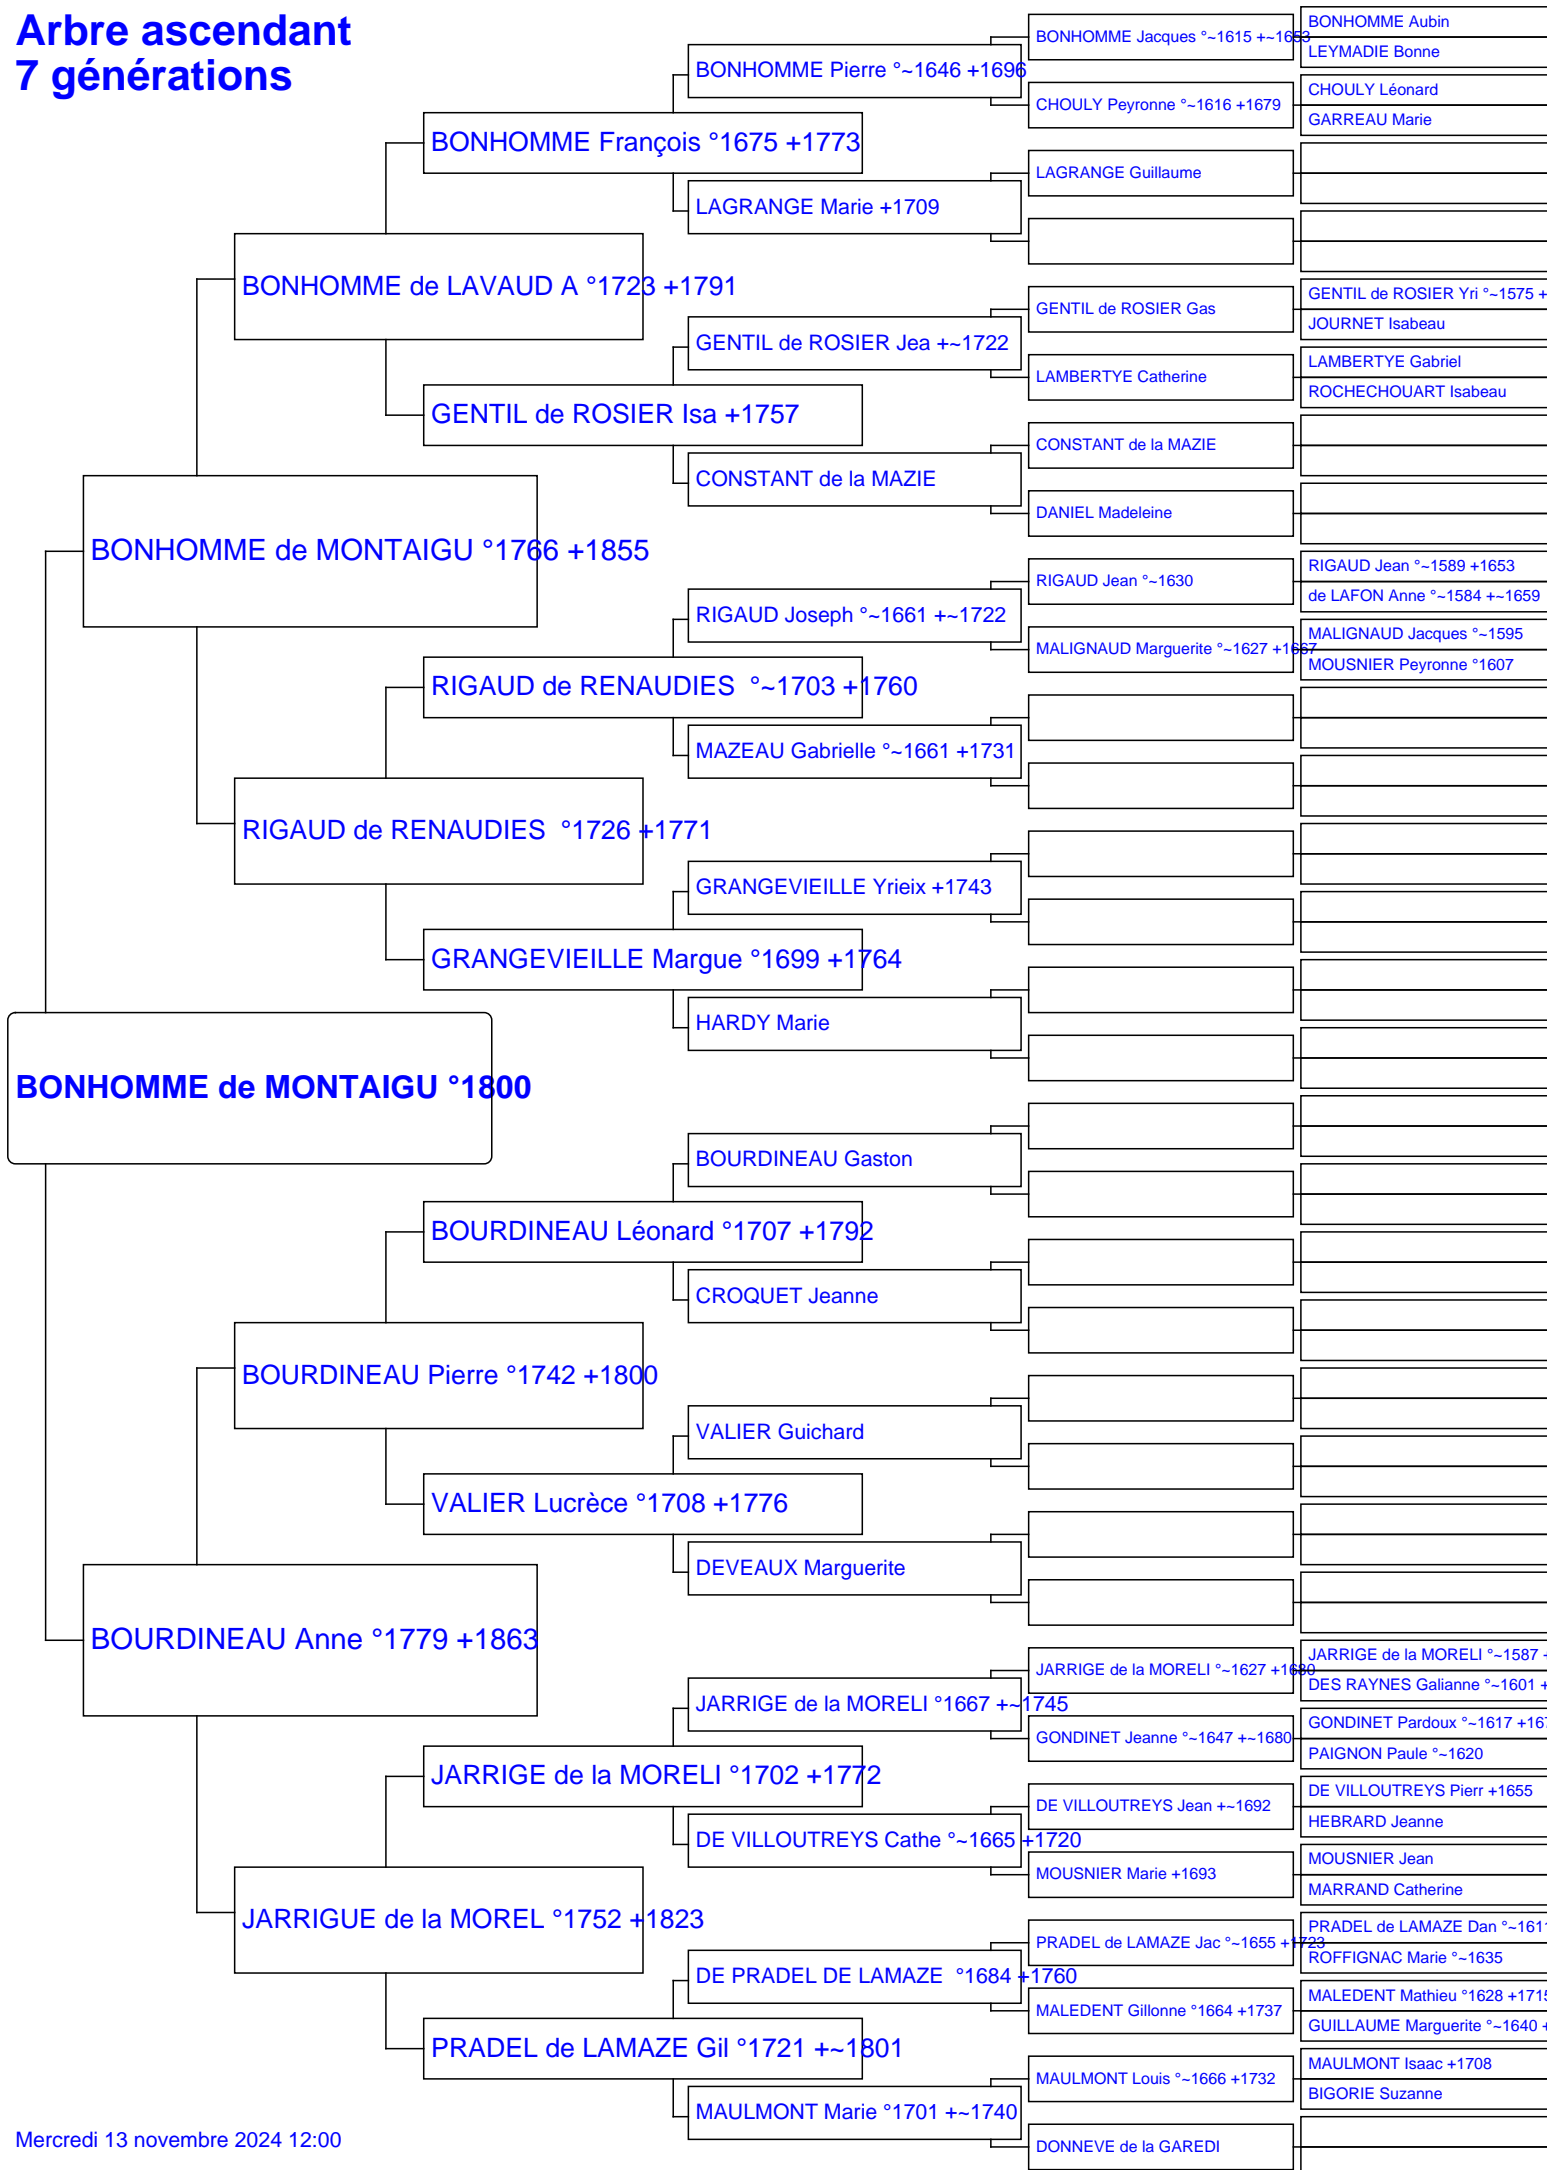 Arbre ascendant
7 générations
BONHOMME de MONTAIGU °1800
BONHOMME de MONTAIGU °1766 +1855
BOURDINEAU Anne °1779 +1863
BONHOMME de LAVAUD A °1723 +1791
RIGAUD de RENAUDIES  °1726 +1771
BOURDINEAU Pierre °1742 +1800
JARRIGUE de la MOREL °1752 +1823
BONHOMME François °1675 +1773
GENTIL de ROSIER Isa +1757
RIGAUD de RENAUDIES  °~1703 +1760
GRANGEVIEILLE Margue °1699 +1764
BOURDINEAU Léonard °1707 +1792
VALIER Lucrèce °1708 +1776
JARRIGE de la MORELI °1702 +1772
PRADEL de LAMAZE Gil °1721 +~1801
BONHOMME Pierre °~1646 +1696
LAGRANGE Marie +1709
GENTIL de ROSIER Jea +~1722
CONSTANT de la MAZIE
RIGAUD Joseph °~1661 +~1722
MAZEAU Gabrielle °~1661 +1731
GRANGEVIEILLE Yrieix +1743
HARDY Marie
BOURDINEAU Gaston
CROQUET Jeanne
VALIER Guichard
DEVEAUX Marguerite
JARRIGE de la MORELI °1667 +~1745
DE VILLOUTREYS Cathe °~1665 +1720
DE PRADEL DE LAMAZE  °1684 +1760
MAULMONT Marie °1701 +~1740
BONHOMME Jacques °~1615 +~1653
CHOULY Peyronne °~1616 +1679
LAGRANGE Guillaume
GENTIL de ROSIER Gas
LAMBERTYE Catherine
CONSTANT de la MAZIE
DANIEL Madeleine
RIGAUD Jean °~1630
MALIGNAUD Marguerite °~1627 +1667
JARRIGE de la MORELI °~1627 +1680
GONDINET Jeanne °~1647 +~1680
DE VILLOUTREYS Jean +~1692
MOUSNIER Marie +1693
PRADEL de LAMAZE Jac °~1655 +1723
MALEDENT Gillonne °1664 +1737
MAULMONT Louis °~1666 +1732
DONNEVE de la GAREDI
BONHOMME Aubin
LEYMADIE Bonne
CHOULY Léonard
GARREAU Marie
GENTIL de ROSIER Yri °~1575 +
JOURNET Isabeau
LAMBERTYE Gabriel
ROCHECHOUART Isabeau
RIGAUD Jean °~1589 +1653
de LAFON Anne °~1584 +~1659
MALIGNAUD Jacques °~1595
MOUSNIER Peyronne °1607
JARRIGE de la MORELI °~1587 +
DES RAYNES Galianne °~1601 +
GONDINET Pardoux °~1617 +167
PAIGNON Paule °~1620
DE VILLOUTREYS Pierr +1655
HEBRARD Jeanne
MOUSNIER Jean
MARRAND Catherine
PRADEL de LAMAZE Dan °~1611
ROFFIGNAC Marie °~1635
MALEDENT Mathieu °1628 +1715
GUILLAUME Marguerite °~1640 +
MAULMONT Isaac +1708
BIGORIE Suzanne
Mercredi 13 novembre 2024 12:00